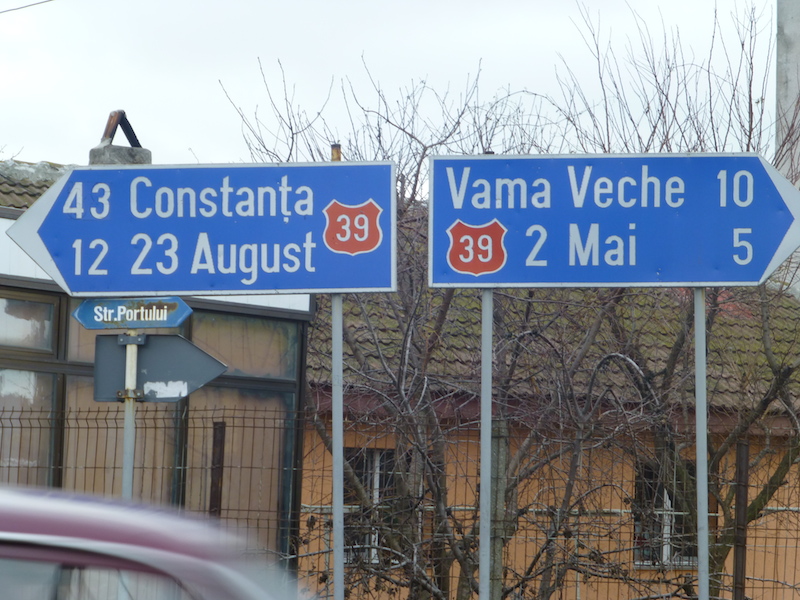 43 Constanța 39
12 23 August
Str.Portului
Vama Veche 10
39 2 Mai 5